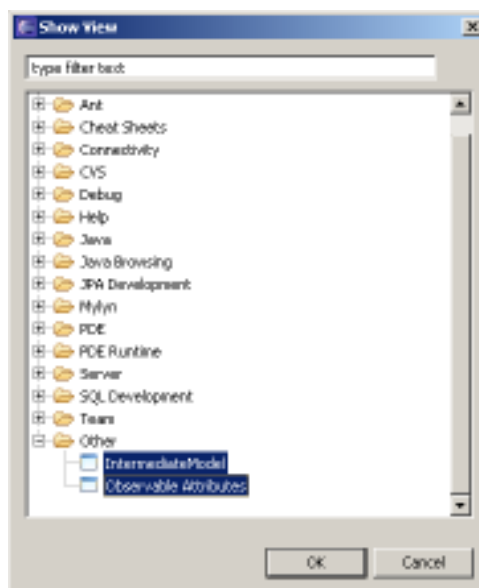 Show View
type filter text
Ant
Cheat Sheets
Connectivity
CVS
Debug
Help
Java
Java Browsing
JPA Development
Mylyn
PDE
PDE Runtime
Server
SQL Development
Team
Other
IntermediateModel
Observable Attributes
OK
Cancel